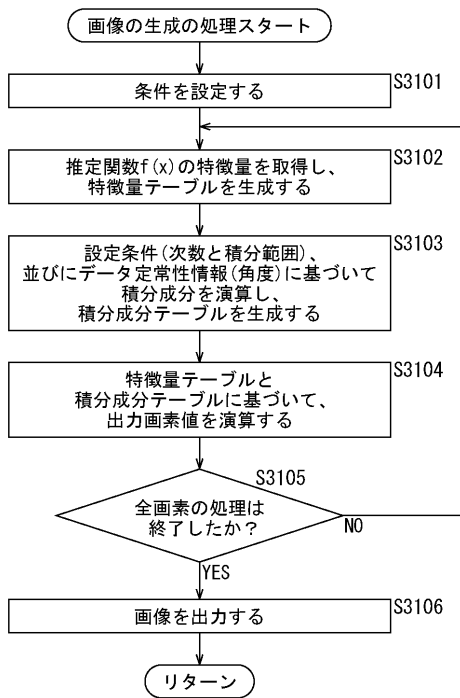 画像の生成の処理スタート
条件を設定する
S3101
推定関数f(x)の特徴量を取得し、
特徴量テーブルを生成する
S3102
設定条件(次数と積分範囲)、
並びにデータ定常性情報(角度)に基づいて
積分成分を演算し、
積分成分テーブルを生成する
S3103
特徴量テーブルと
積分成分テーブルに基づいて、
出力画素値を演算する
S3104
S3105
全画素の処理は
終了したか?
NO
YES
画像を出力する
S3106
リターン